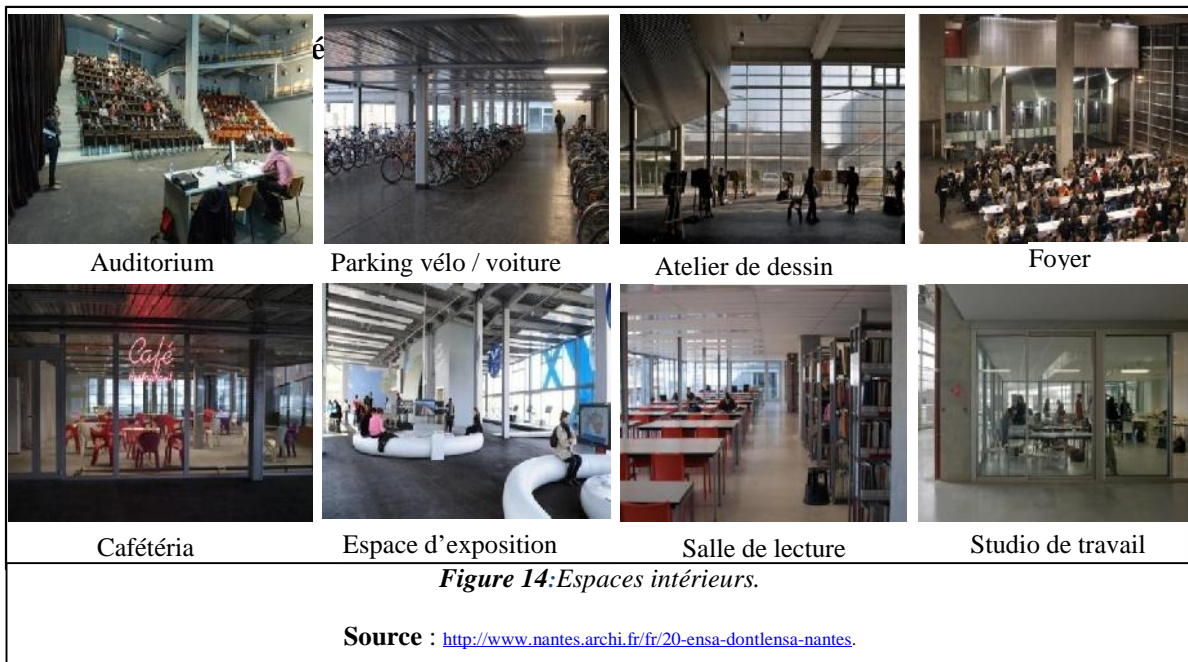 é
Auditorium
Parking vélo / voiture
Atelier de dessin
Foyer
Café
restaurant
Cafétéria
Espace d’exposition
Salle de lecture
Studio de travail
Figure 14:Espaces intérieurs.
Source : http://www.nantes.archi.fr/fr/20-ensa-dontlensa-nantes.